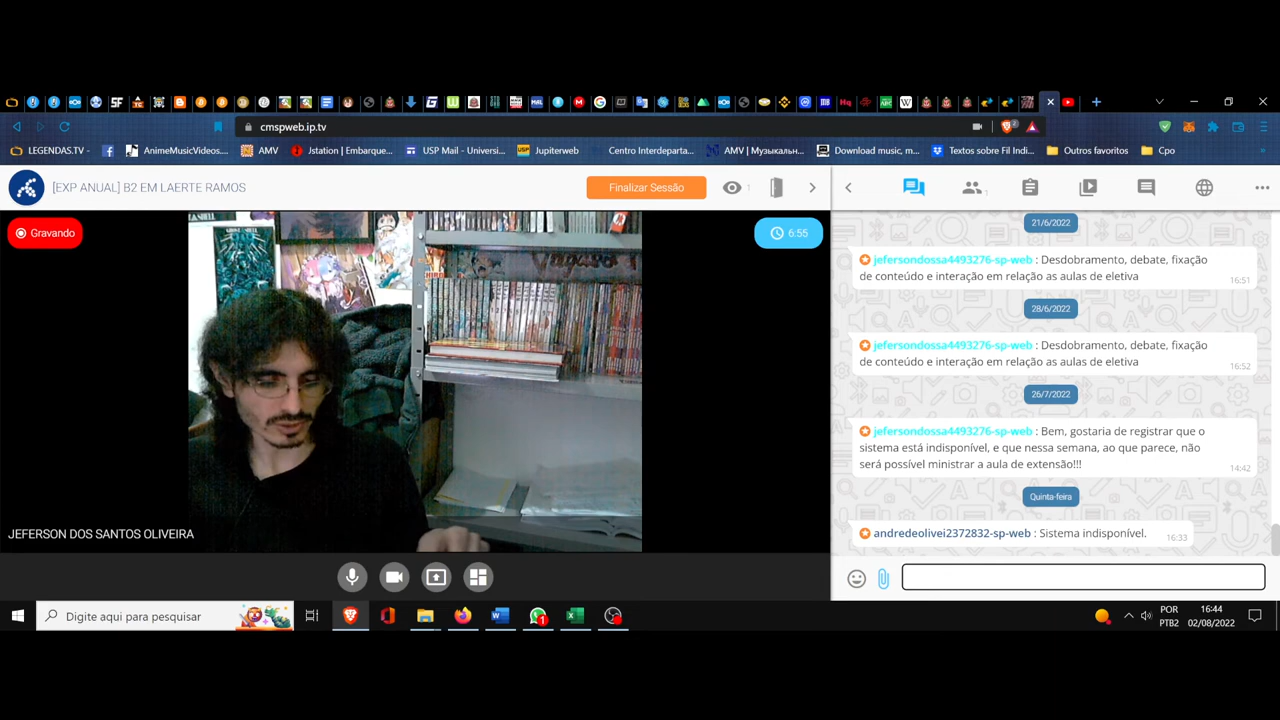 cmspweb.ip.tv
2
LEGENDAS.TV -
AnimeMusicVideos....
AMV
Jstation | Embarque...
USP Mail - Universi...
Jupiterweb
Centro Interdeparta...
AMV | Музыкальн...
Download music, m...
Textos sobre Fil Indi...
Outros favoritos
Cpo
[EXP ANUAL] B2 EM LAERTE RAMOS
Finalizar Sessão
1
1
Gravando
6:55
JEFERSON DOS SANTOS OLIVEIRA
21/6/2022
jefersondossa4493276-sp-web : Desdobramento, debate, fixação
de conteúdo e interação em relação as aulas de eletiva
16:51
28/6/2022
jefersondossa4493276-sp-web : Desdobramento, debate, fixação
de conteúdo e interação em relação as aulas de eletiva
16:52
26/7/2022
jefersondossa4493276-sp-web : Bem, gostaria de registrar que o
sistema está indisponível, e que nessa semana, ao que parece, não
será possível ministrar a aula de extensão!!!
14:42
Quinta-feira
andredeolivei2372832-sp-web : Sistema indisponível.
16:33
Digite aqui para pesquisar
1
POR
PTB2
16:44
02/08/2022